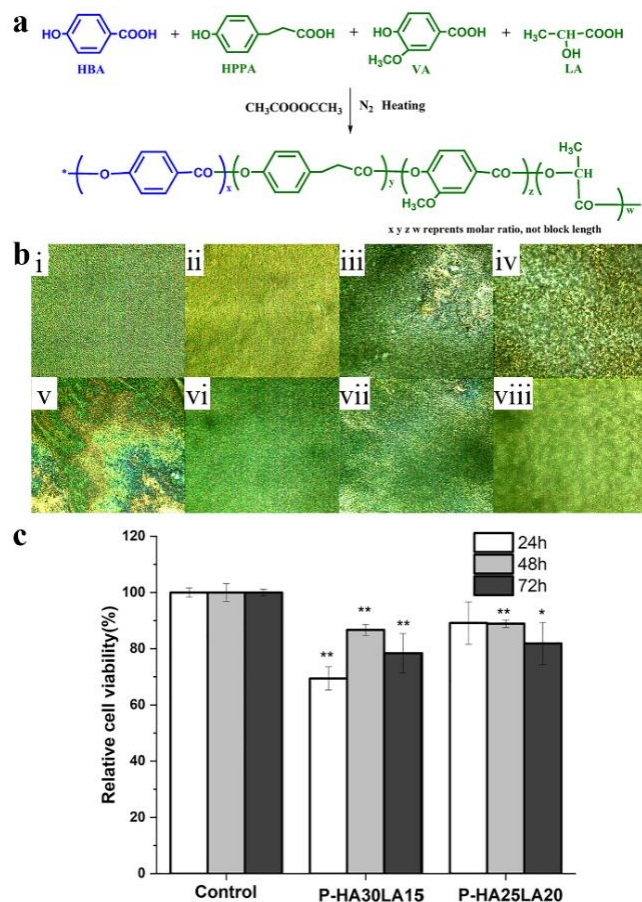 a
HO COOH + HO COOH + HO COOH + H₃C CH COOH
H₃CO OH
HBA HPPA VA LA
CH₃COOOCCH₃ N₂ Heating
* O CO x O CO y O CO z O CH₃ CH CO w
H₃CO
x y z w reprents molar ratio, not block length
b
i ii iii iv
v vi vii viii
c
120
100
80
60
40
20
0
Relative cell viability(%)
24h
48h
72h
** ** ** ** *
Control P-HA30LA15 P-HA25LA20